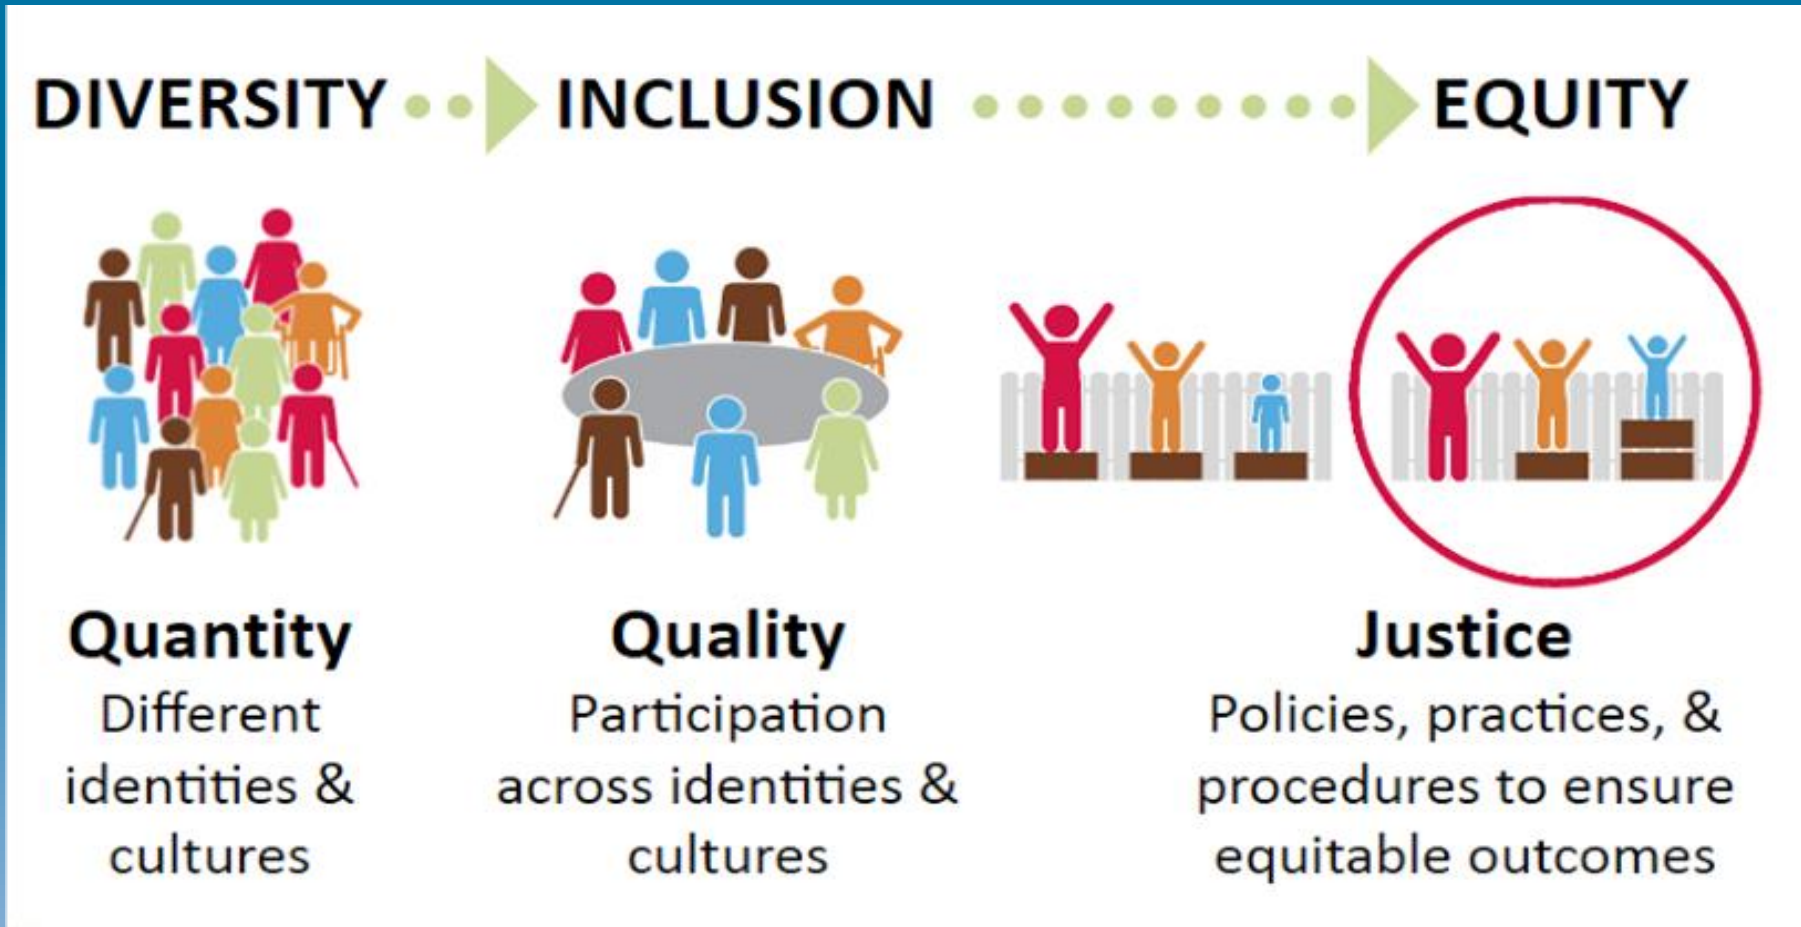 DIVERSITY
INCLUSION
EQUITY
Quantity
Different
identities &
cultures
Quality
Participation
across identities &
cultures
Justice
Policies, practices, &
procedures to ensure
equitable outcomes